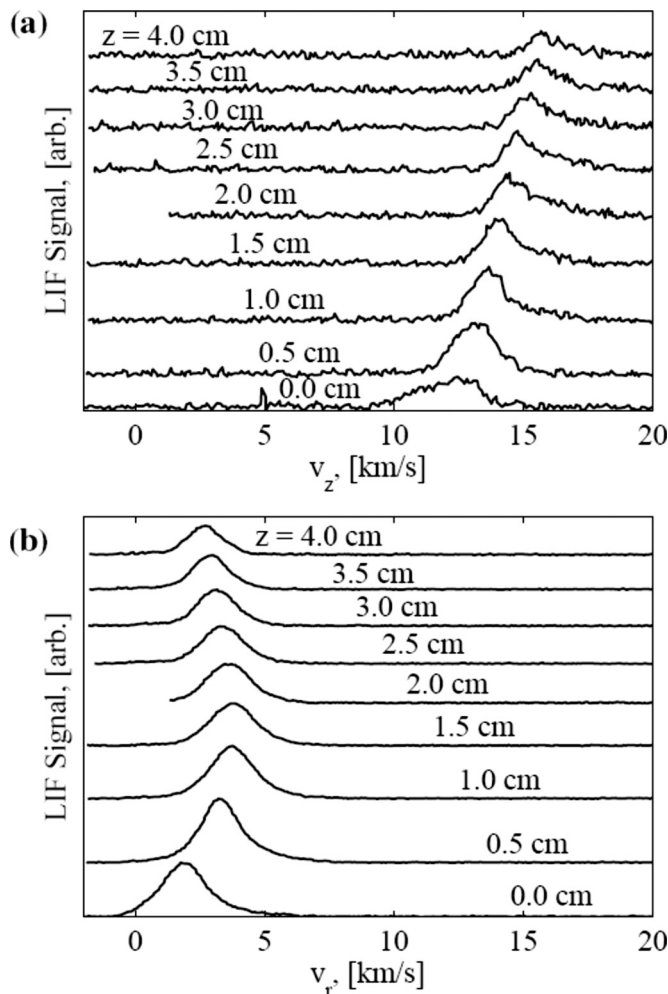 (a)
z = 4.0 cm
3.5 cm
3.0 cm
2.5 cm
2.0 cm
1.5 cm
1.0 cm
0.5 cm
0.0 cm
LIF Signal, [arb.]
0 5 10 15 20
v_z, [km/s]
(b)
z = 4.0 cm
3.5 cm
3.0 cm
2.5 cm
2.0 cm
1.5 cm
1.0 cm
0.5 cm
0.0 cm
LIF Signal, [arb.]
0 5 10 15 20
v_r, [km/s]